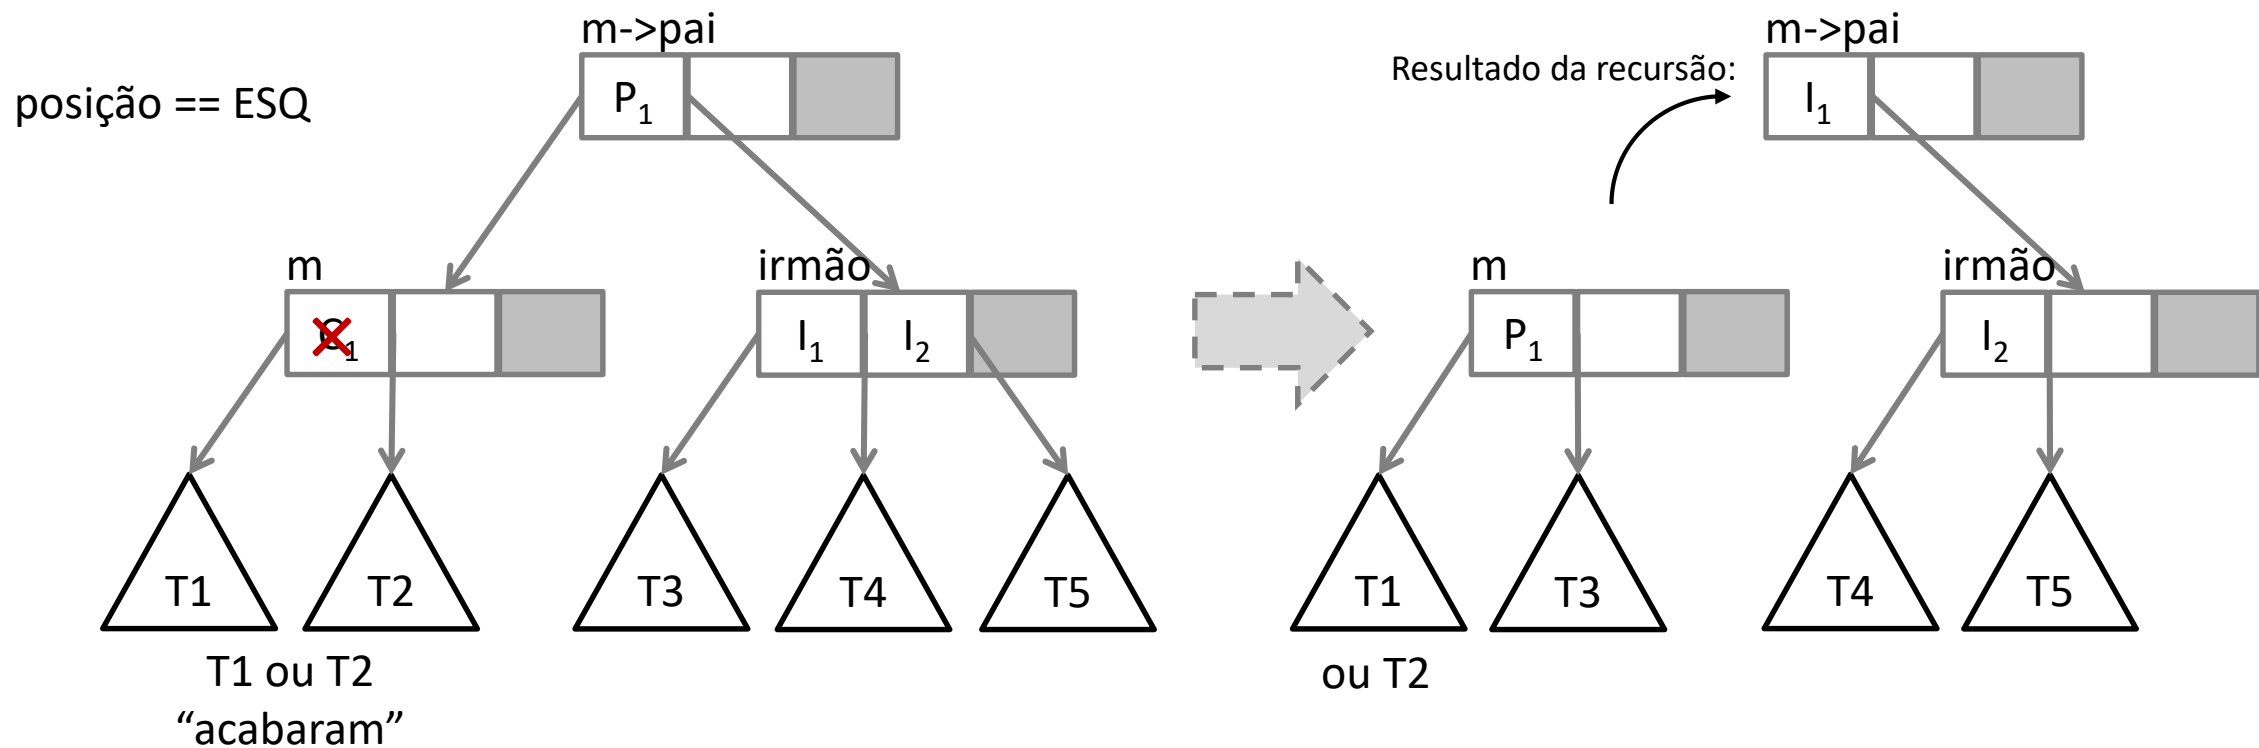 m->pai
posição == ESQ
P₁
m
C₁
irmão
I₁ I₂
T1 T2 T3 T4 T5
T1 ou T2
“acabaram”
Resultado da recursão:
m->pai
I₁
m
P₁
irmão
I₂
T1 T3 T4 T5
ou T2